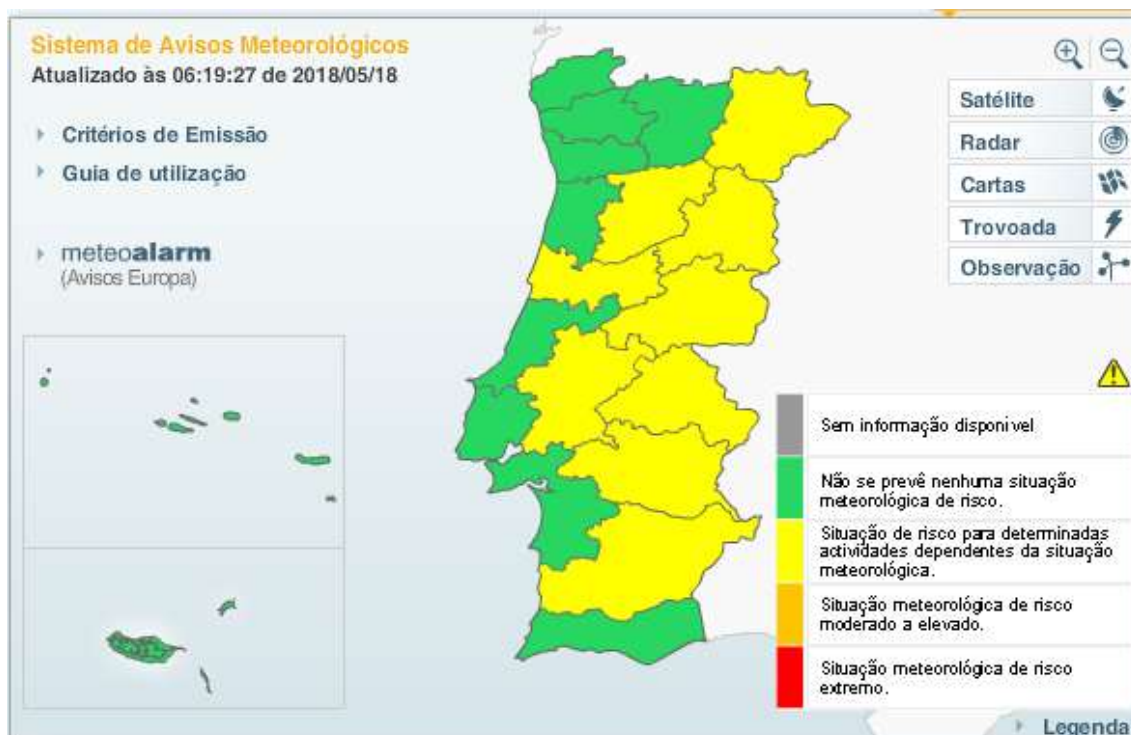 Sistema de Avisos Meteorológicos
Atualizado às 06:19:27 de 2018/05/18
Critérios de Emissão
Guia de utilização
meteoalarm
(Avisos Europa)
Satélite
Radar
Cartas
Trovoada
Observação
Sem informação disponivel
Não se prevê nenhuma situação
meteorológica de risco.
Situação de risco para determinadas
actividades dependentes da situação
meteorológica.
Situação meteorológica de risco
moderado a elevado.
Situação meteorológica de risco
extremo.
Legenda